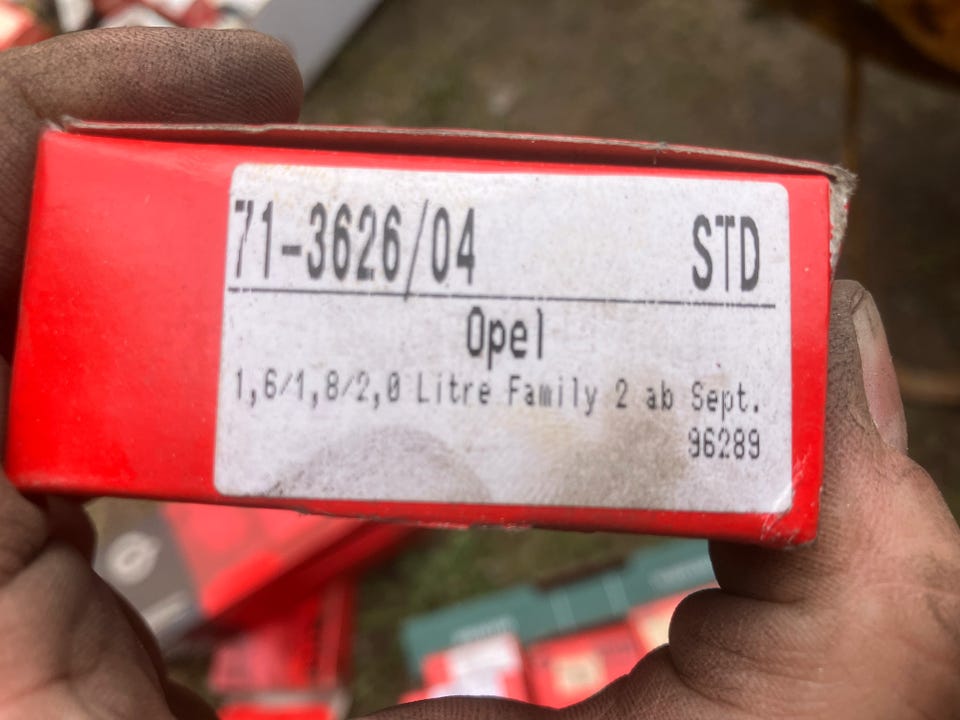 71-3626/04 STD
Opel
1,6/1,8/2,0 Litre Family 2 ab Sept.
96289